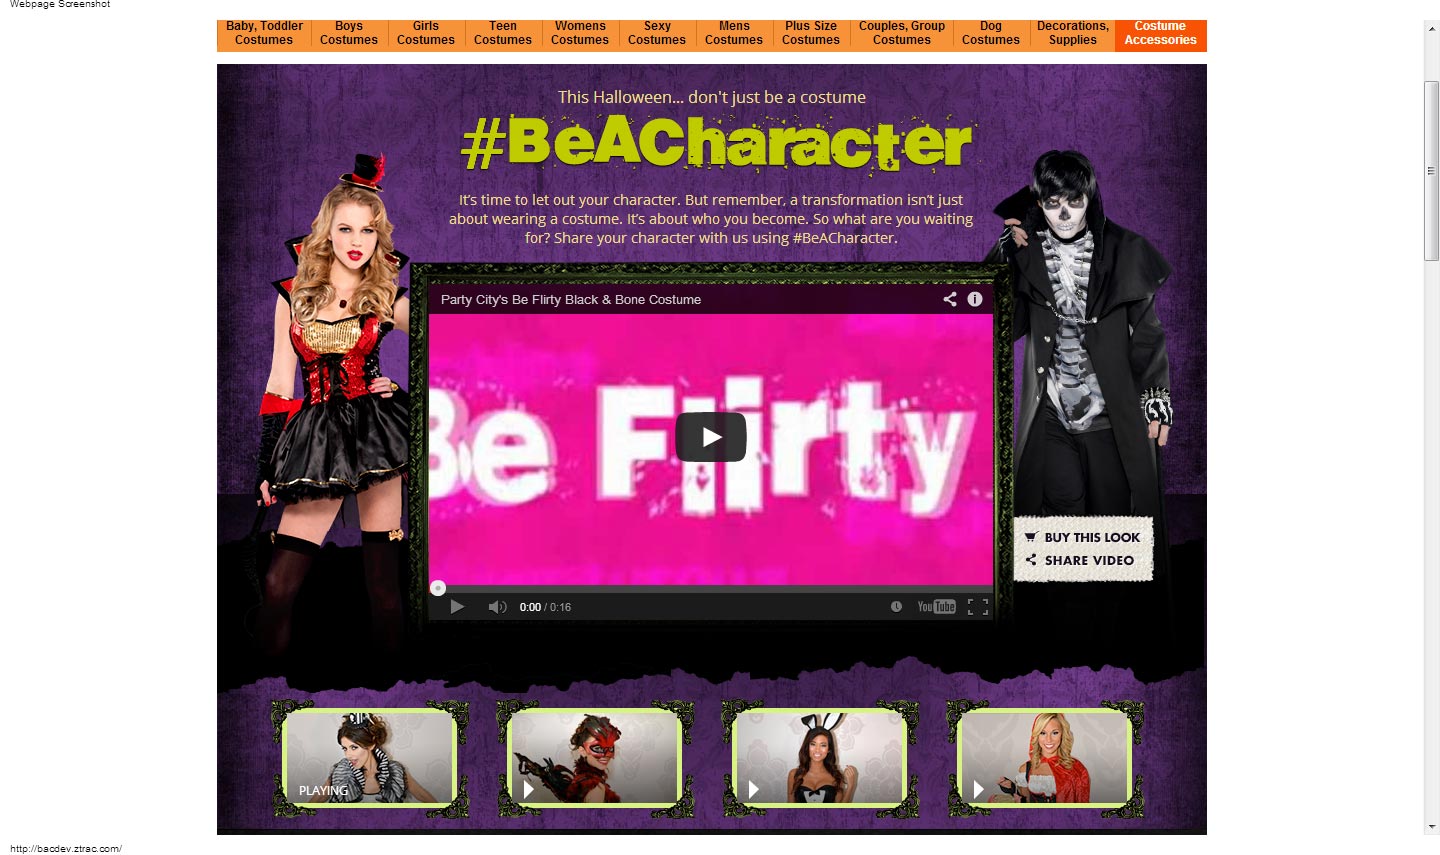 Webpage Screenshot
Baby, Toddler Costumes
Boys Costumes
Girls Costumes
Teen Costumes
Womens Costumes
Sexy Costumes
Mens Costumes
Plus Size Costumes
Couples, Group Costumes
Dog Costumes
Decorations, Supplies
Costume Accessories
This Halloween... don't just be a costume
#BeACharacter
It's time to let out your character. But remember, a transformation isn't just
about wearing a costume. It's about who you become. So what are you waiting
for? Share your character with us using #BeACharacter.
Party City's Be Flirty Black & Bone Costume
Be Flirty
BUY THIS LOOK
SHARE VIDEO
0:00 / 0:16
YouTube
PLAYING
http://bacdev.ztrac.com/